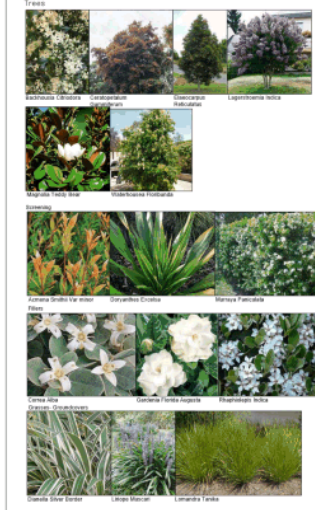 Trees
Backhousia Citriodora Ceratopetalum Gummiferum Elaeocarpus Reticulatus Lagerstroemia Indica
Magnolia Teddy Bear Waterhousea Floribunda
Screening
Acmena Smithii Var minor Doryanthes Excelsa Murraya Paniculata
Fillers
Correa Alba Gardenia Florida Augusta Rhaphiolepis Indica
Grasses- Groundcovers
Dianella Silver Border Liriope Muscari Lomandra Tanika